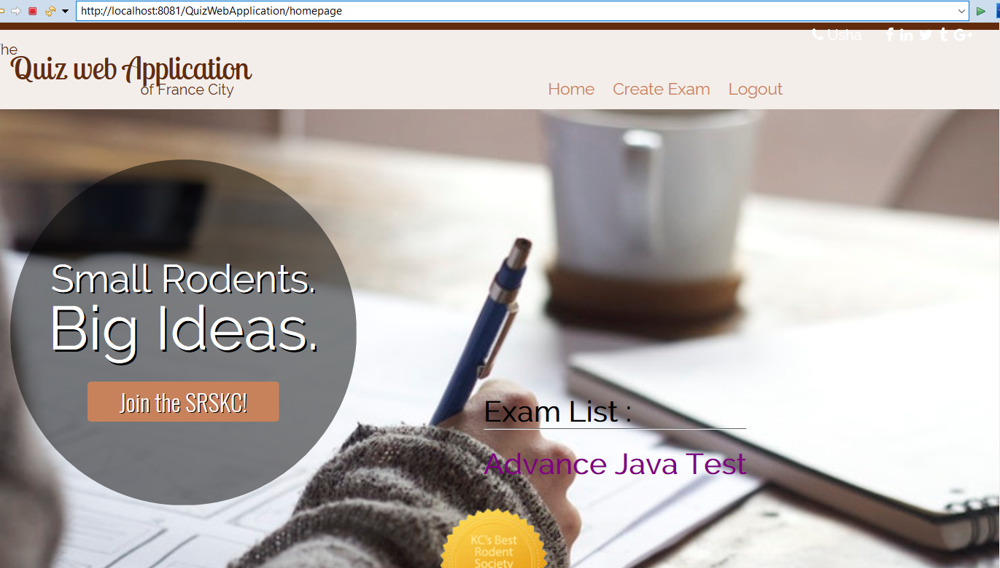 http://localhost:8081/QuizWebApplication/homepage
Usha
Quiz web Application
of France City
Home Create Exam Logout
Small Rodents.
Big Ideas.
Join the SRSKC!
Exam List :
Advance Java Test
KC's Best
Rodent
Society